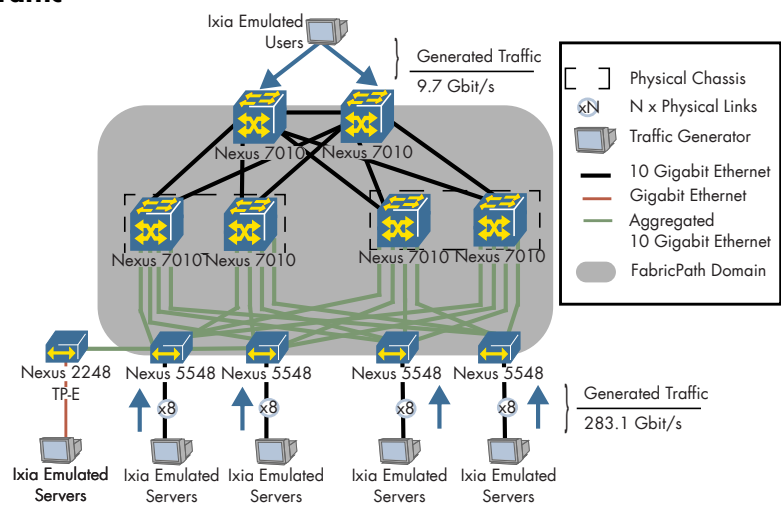 Ixia Emulated
Users
Generated Traffic
9.7 Gbit/s
Physical Chassis
xN
N x Physical Links
Traffic Generator
10 Gigabit Ethernet
Gigabit Ethernet
Aggregated
10 Gigabit Ethernet
FabricPath Domain
Nexus 7010
Nexus 7010
Nexus 7010
Nexus 7010
Nexus 7010
Nexus 7010
Nexus 2248
TP-E
Nexus 5548
Nexus 5548
Nexus 5548
Nexus 5548
x8
x8
x8
x8
Generated Traffic
283.1 Gbit/s
Ixia Emulated
Servers
Ixia Emulated
Servers
Ixia Emulated
Servers
Ixia Emulated
Servers
Ixia Emulated
Servers